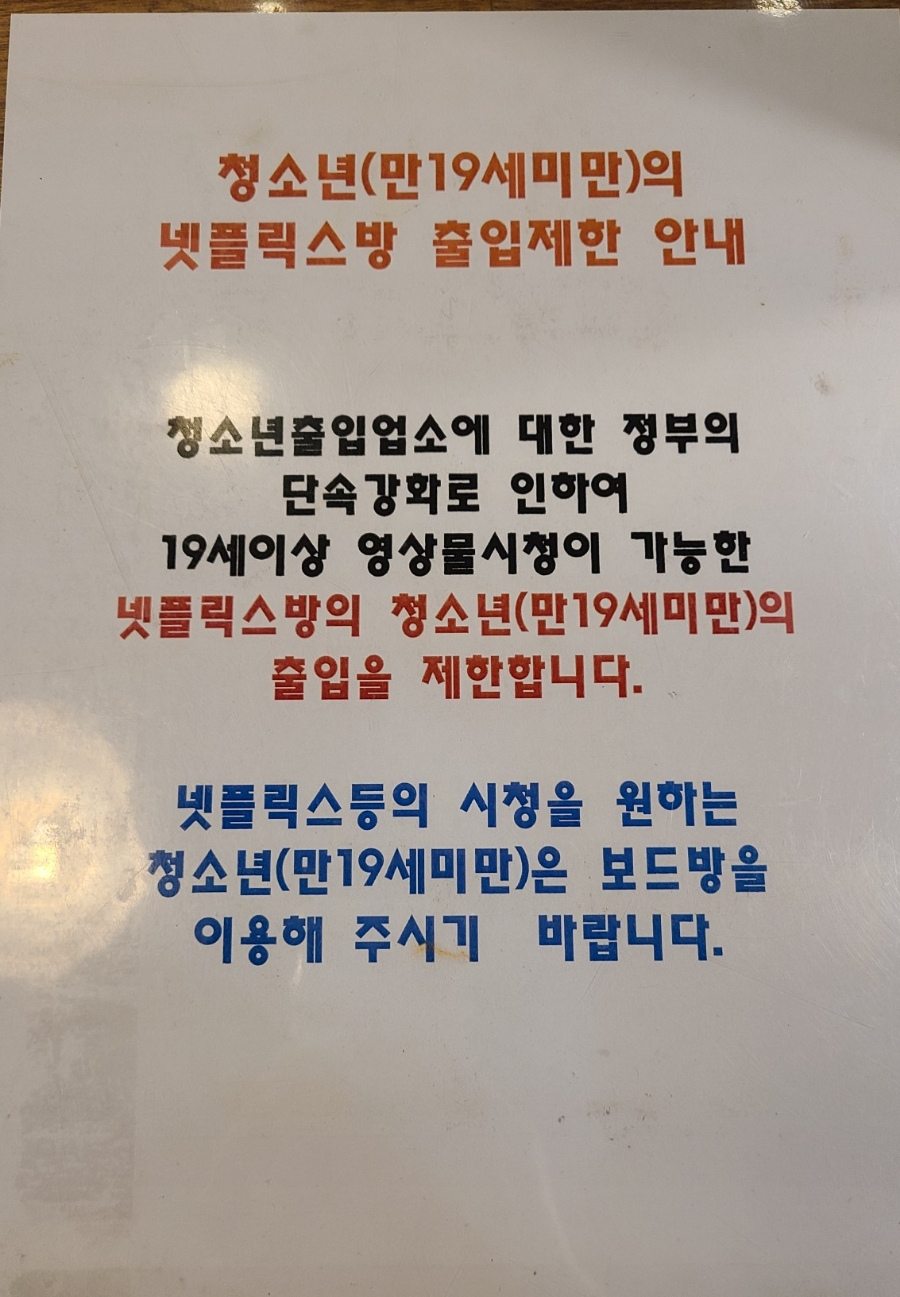 청소년(만19세미만)의
넷플릭스방 출입제한 안내
청소년출입업소에 대한 정부의
단속강화로 인하여
19세이상 영상물시청이 가능한
넷플릭스방의 청소년(만19세미만)의
출입을 제한합니다.
넷플릭스등의 시청을 원하는
청소년(만19세미만)은 보드방을
이용해 주시기 바랍니다.